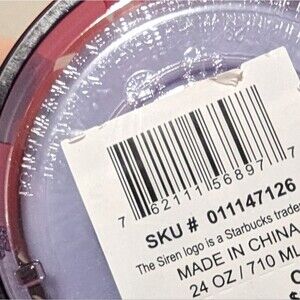 7 62111 56897 7
SKU # 011147126
The Siren logo is a Starbucks trade
MADE IN CHINA
24 OZ / 710 ML